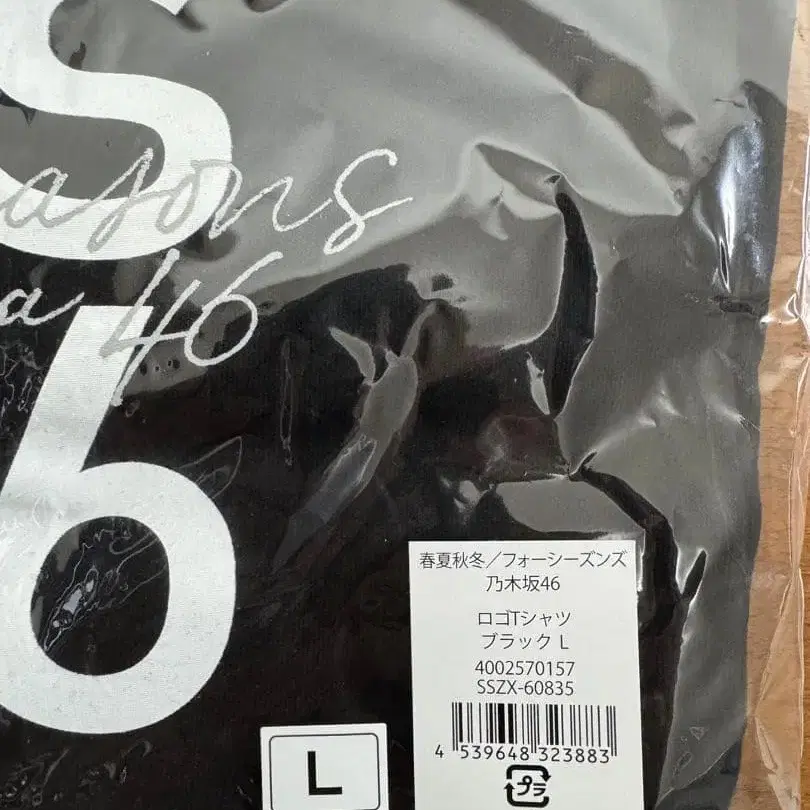 S
asons
a 46
6
春夏秋冬／フォーシーズンズ
乃木坂46
ロゴTシャツ
ブラック L
4002570157
SSZX-60835
4 539648 323883
プラ
L